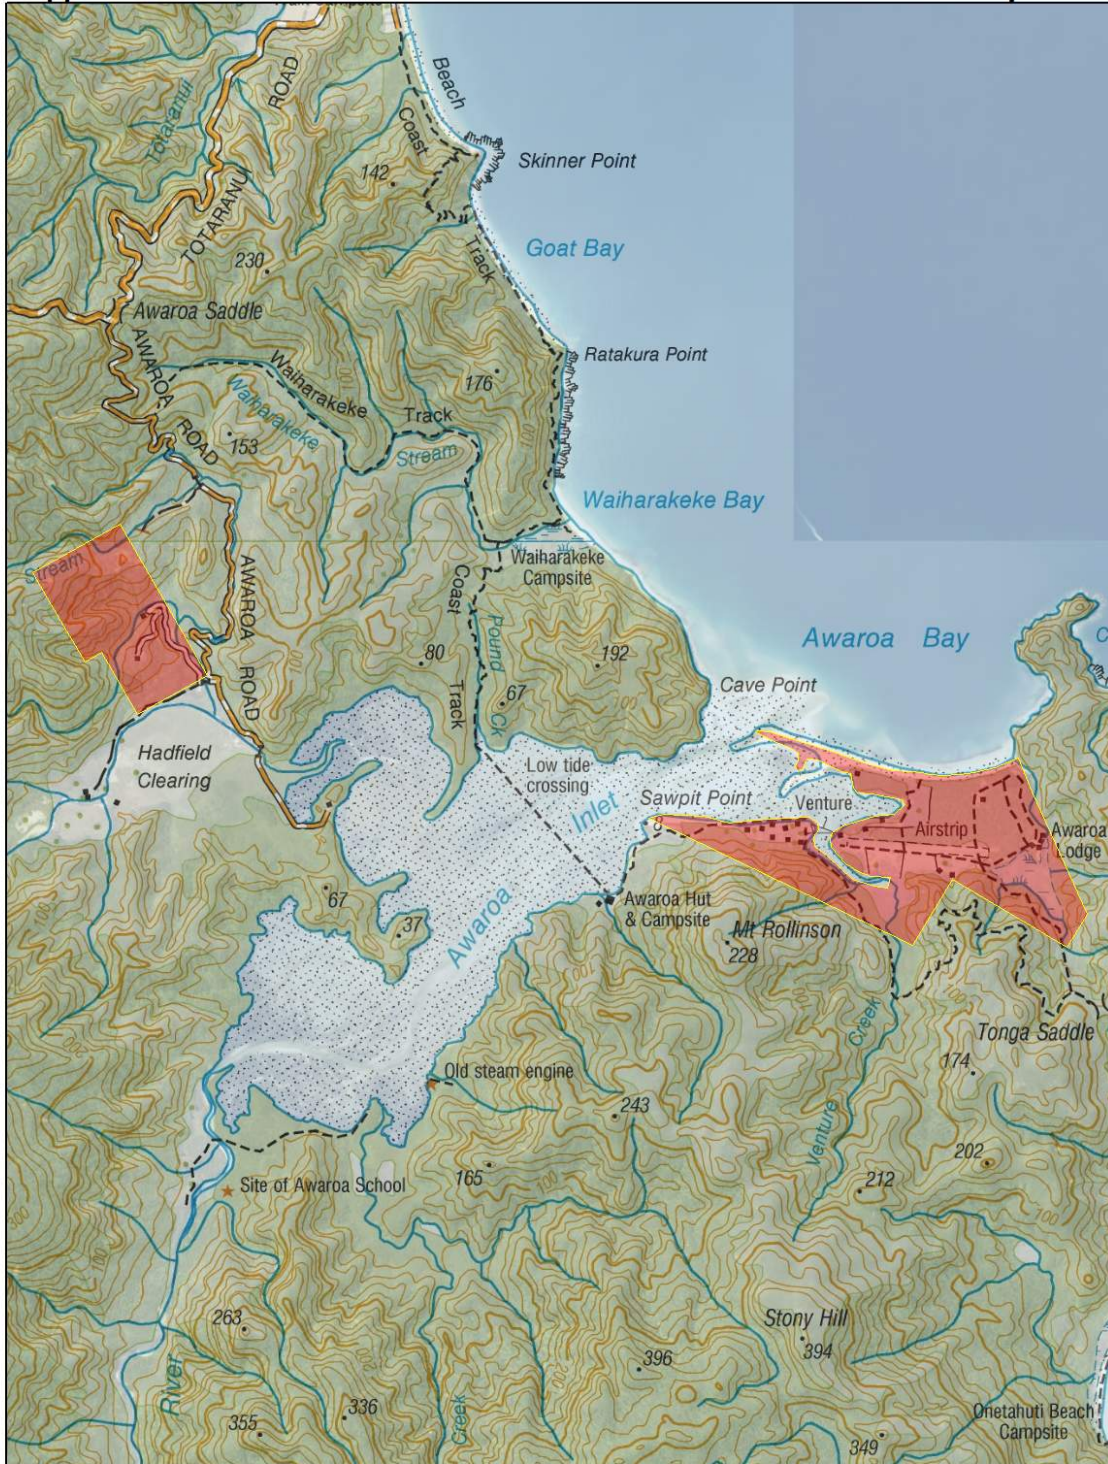 Beach
ROAD
Totaranui
Coast
Skinner Point
142
TOTARANUI
Track
Goat Bay
230
Awaroa Saddle
AWAROA
ROAD
Waiharakeke
Track
Ratakura Point
176
Waiharakeke
Stream
153
Waiharakeke Bay
Stream
Waiharakeke
Campsite
AWAROA
ROAD
Coast
Track
Pound
Ck
80
192
67
Awaroa Bay
Cave Point
Hadfield
Clearing
Low tide
crossing
Inlet
Sawpit Point
Venture
Airstrip
Awaroa
Lodge
67
37
Awaroa
Awaroa Hut
& Campsite
Mt Rollinson
228
Creek
Venture
Tonga Saddle
174
Old steam engine
243
202
165
100
212
Site of Awaroa School
100
300
263
River
Stony Hill
394
396
336
355
Creek
Onetahuti Beach
Campsite
349